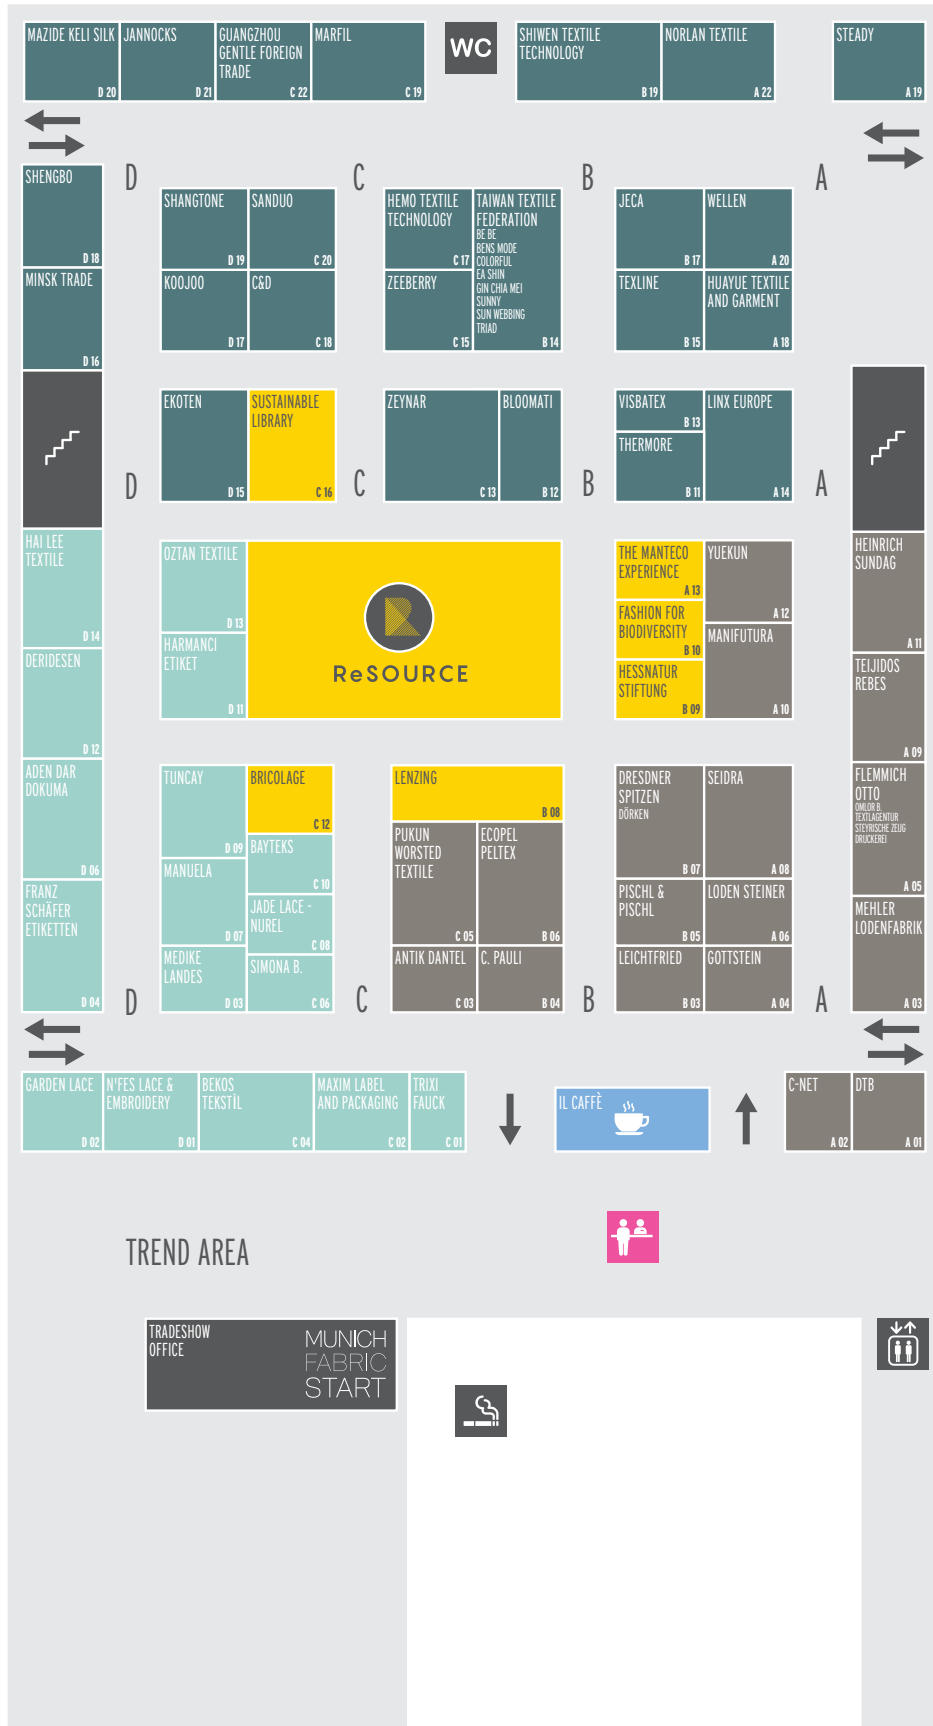 MAZIDE KELI SILK
D 20
JANNOCKS
D 21
GUANGZHOU
GENTLE FOREIGN
TRADE
C 22
MARFIL
C 19
WC
SHIWEN TEXTILE
TECHNOLOGY
B 19
NORLAN TEXTILE
A 22
STEADY
A 19
D
C
B
A
SHENGBO
D 18
MINSK TRADE
D 16
SHANGTONE
D 19
SANDUO
C 20
KOOJOO
D 17
C&D
C 18
HEMO TEXTILE
TECHNOLOGY
C 17
ZEEBERRY
C 15
TAIWAN TEXTILE
FEDERATION
BE BE
BENS MODE
COLORFUL
EA SHIN
GIN CHIA MEI
SUNNY
SUN WEBBING
TRIAD
B 14
JECA
B 17
WELLEN
A 20
TEXLINE
B 15
HUAYUE TEXTILE
AND GARMENT
A 18
EKOTEN
D 15
SUSTAINABLE
LIBRARY
C 16
ZEYNAR
C 13
BLOOMATI
B 12
VISBATEX
B 13
THERMORE
B 11
LINX EUROPE
A 14
D
C
B
A
HAI LEE
TEXTILE
D 14
DERIDESEN
D 12
ADEN DAR
DOKUMA
D 06
FRANZ
SCHÄFER
ETIKETTEN
D 04
OZTAN TEXTILE
D 13
HARMANCI
ETIKET
D 11
R
ReSOURCE
THE MANTECO
EXPERIENCE
A 13
FASHION FOR
BIODIVERSITY
B 10
HESSNATUR
STIFTUNG
B 09
YUEKUN
A 12
MANIFUTURA
A 10
HEINRICH
SUNDAG
A 11
TEIJIDOS
REBES
A 09
FLEMMICH
OTTO
OMLOR B.
TEXTLAGENTUR
STEYRISCHE ZEUG
DRUCKEREI
A 05
MEHLER
LODENFABRIK
A 03
TUNCAY
D 09
MANUELA
D 07
MEDIKE
LANDES
D 03
BRICOLAGE
C 12
BAYTEKS
C 10
JADE LACE -
NUREL
C 08
SIMONA B.
C 06
LENZING
B 08
PUKUN
WORSTED
TEXTILE
C 05
ECOPEL
PELTEX
B 06
ANTIK DANTEL
C 03
C. PAULI
B 04
DRESDNER
SPITZEN
DÖRKEN
B 07
SEIDRA
A 08
PISCHL &
PISCHL
B 05
LODEN STEINER
A 06
LEICHTFRIED
B 03
GOTTSTEIN
A 04
D
C
B
A
GARDEN LACE
D 02
N'FES LACE &
EMBROIDERY
D 01
BEKOS
TEKSTİL
C 04
MAXIM LABEL
AND PACKAGING
C 02
TRIXI
FAUCK
C 01
IL CAFFÈ
C-NET
A 02
DTB
A 01
TREND AREA
TRADESHOW
OFFICE
MUNICH
FABRIC
START